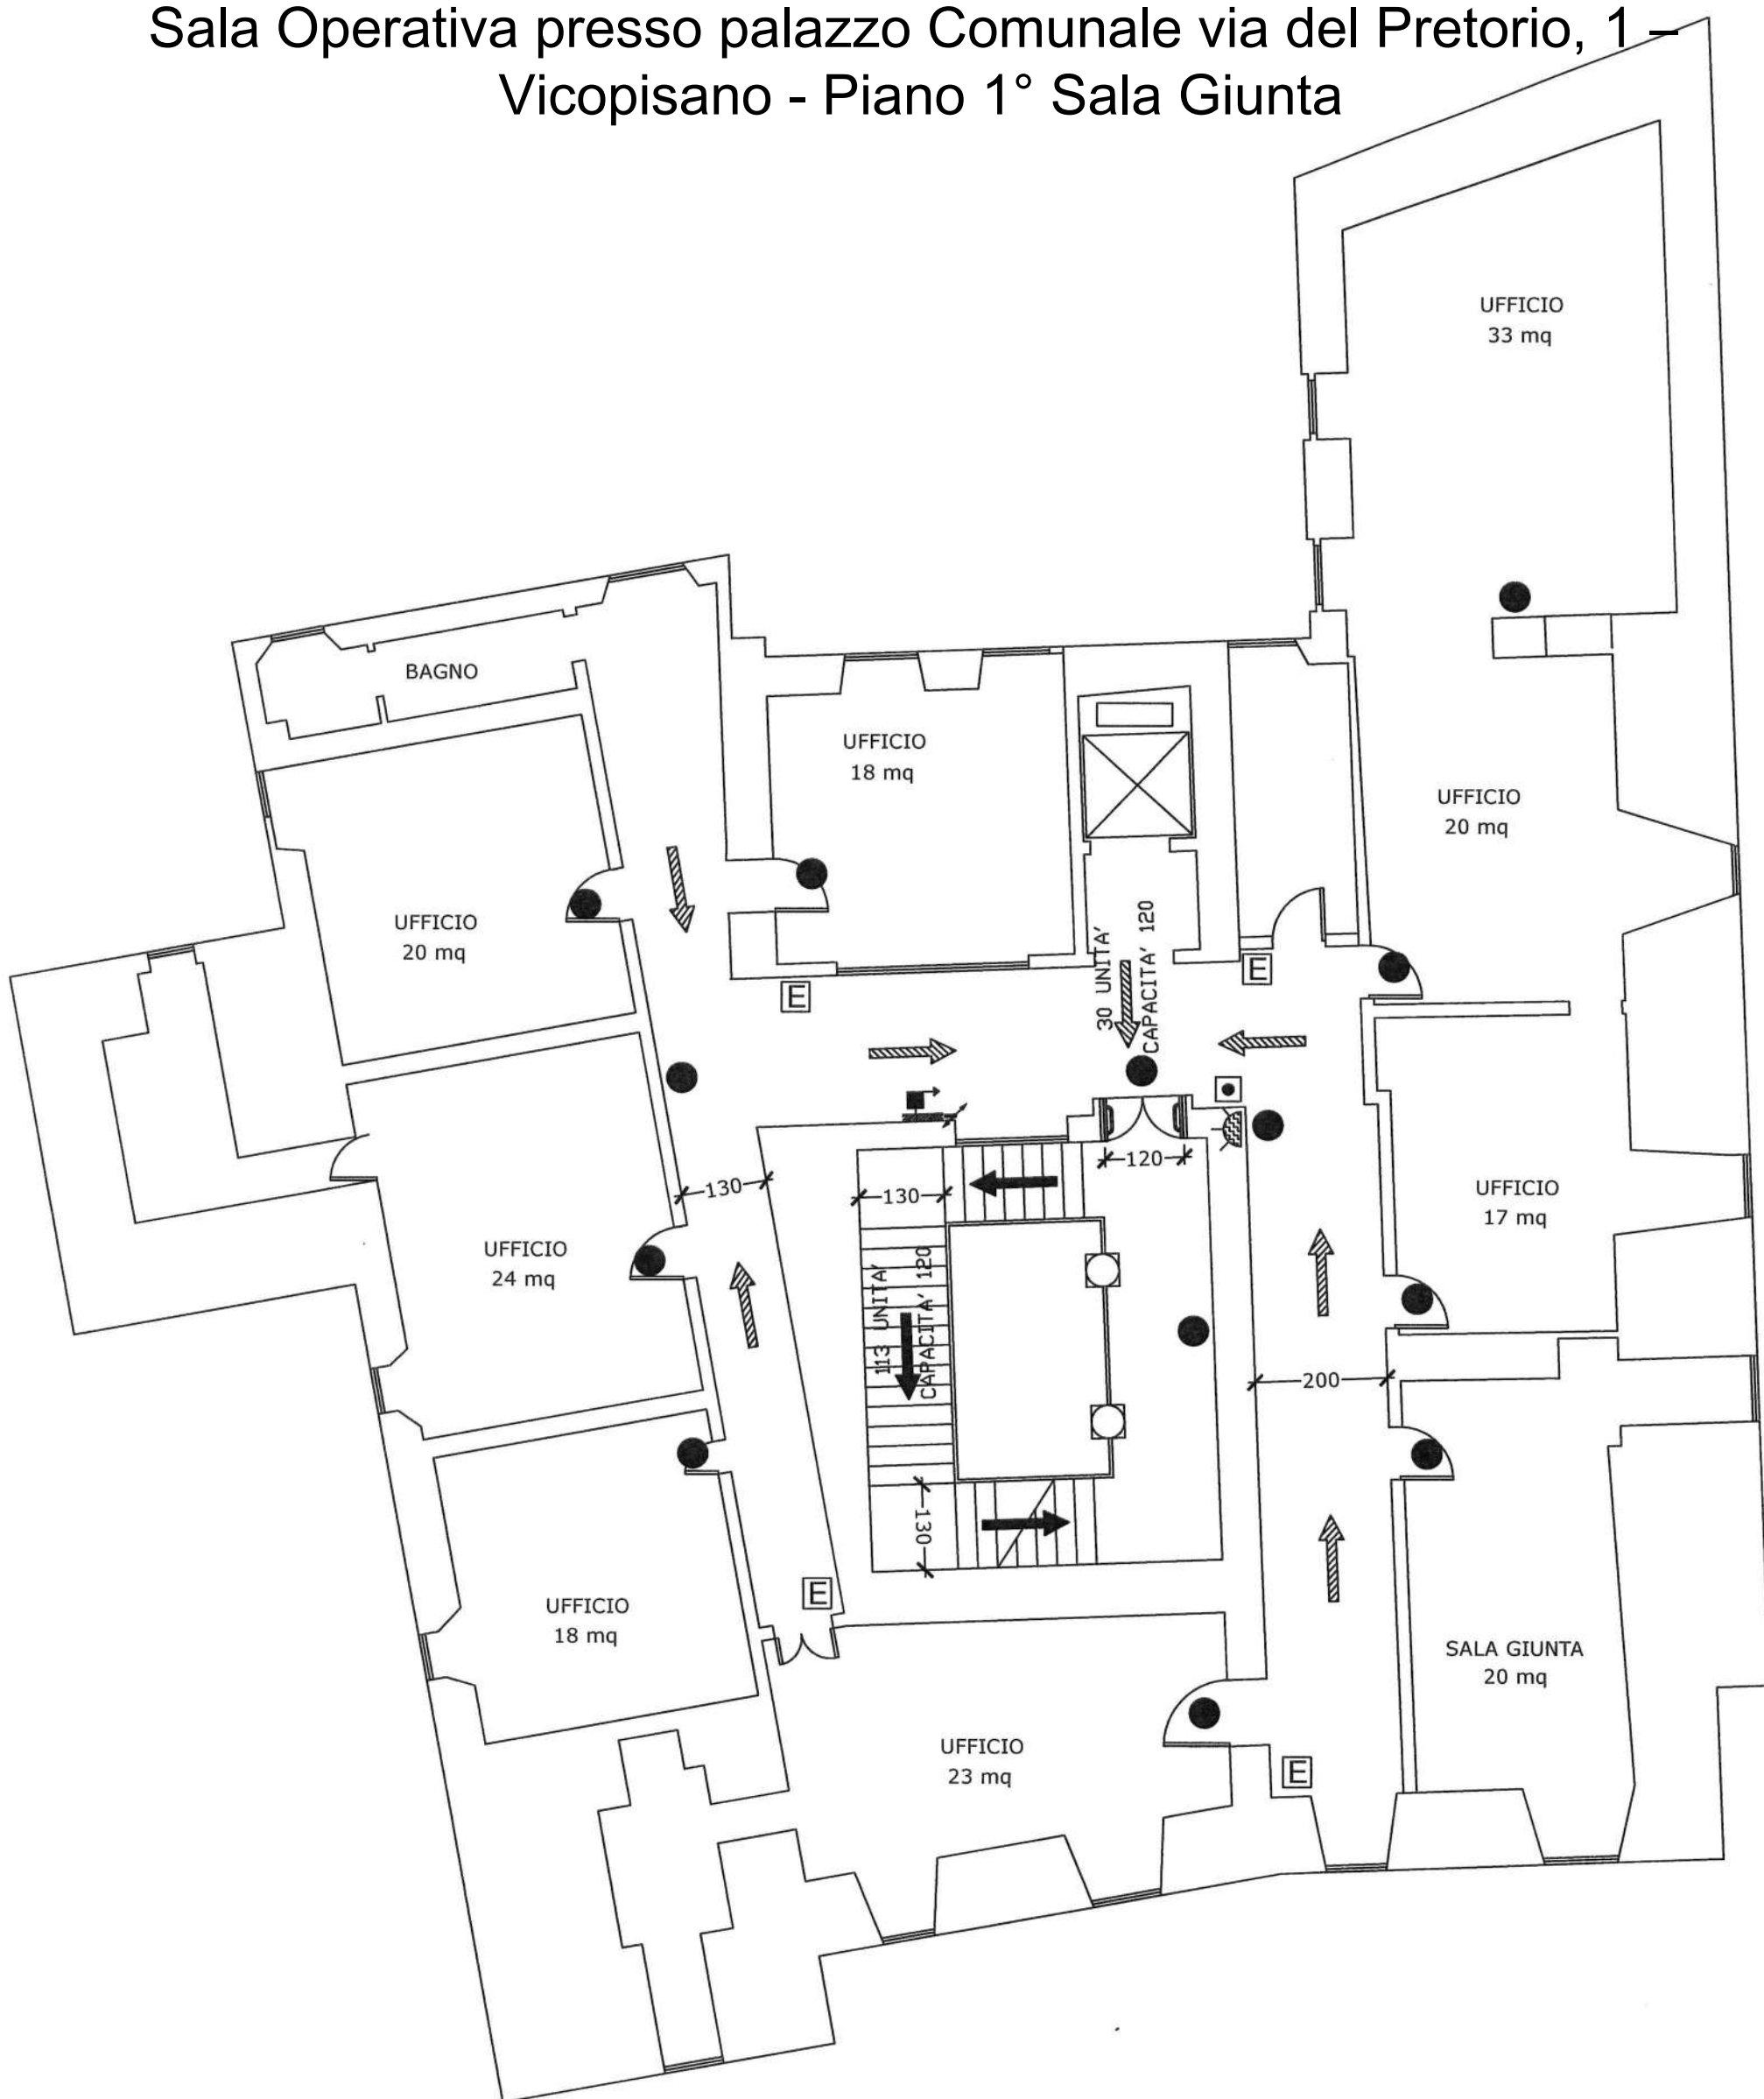 Sala Operativa presso palazzo Comunale via del Pretorio, 1 –
Vicopisano - Piano 1° Sala Giunta
UFFICIO
33 mq
BAGNO
UFFICIO
18 mq
UFFICIO
20 mq
UFFICIO
20 mq
30 UNITA'
CAPACITA' 120
E
E
120
130
130
UFFICIO
17 mq
UFFICIO
24 mq
113 UNITA'
CAPACITA' 120
200
130
E
UFFICIO
18 mq
SALA GIUNTA
20 mq
UFFICIO
23 mq
E